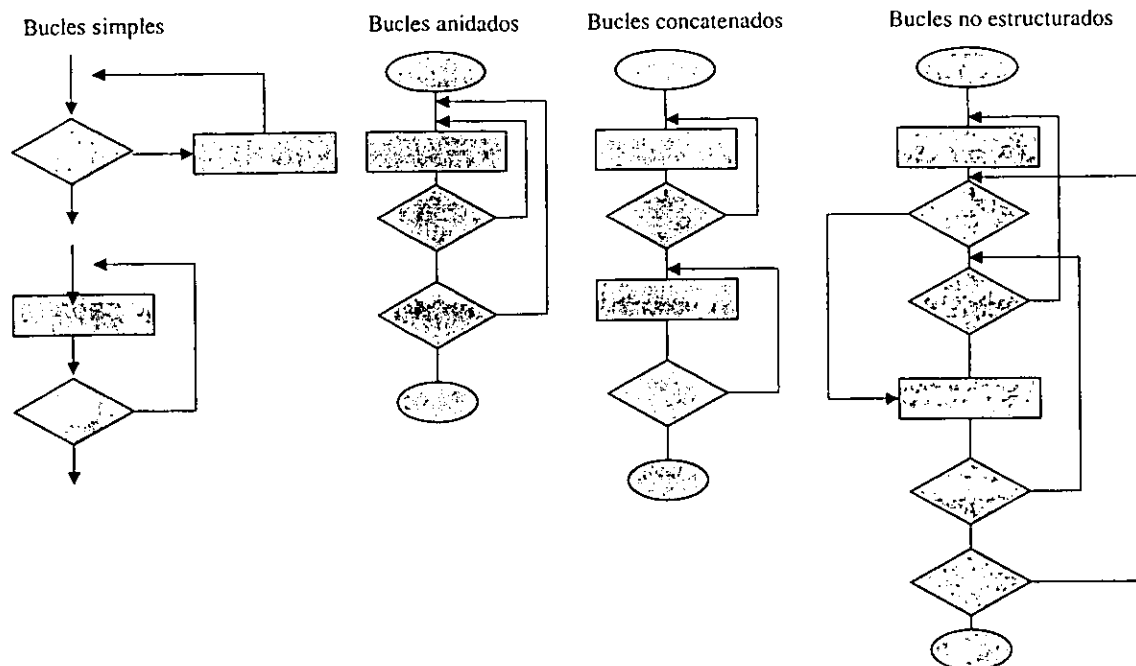 Bucles simples
Bucles anidados
Bucles concatenados
Bucles no estructurados